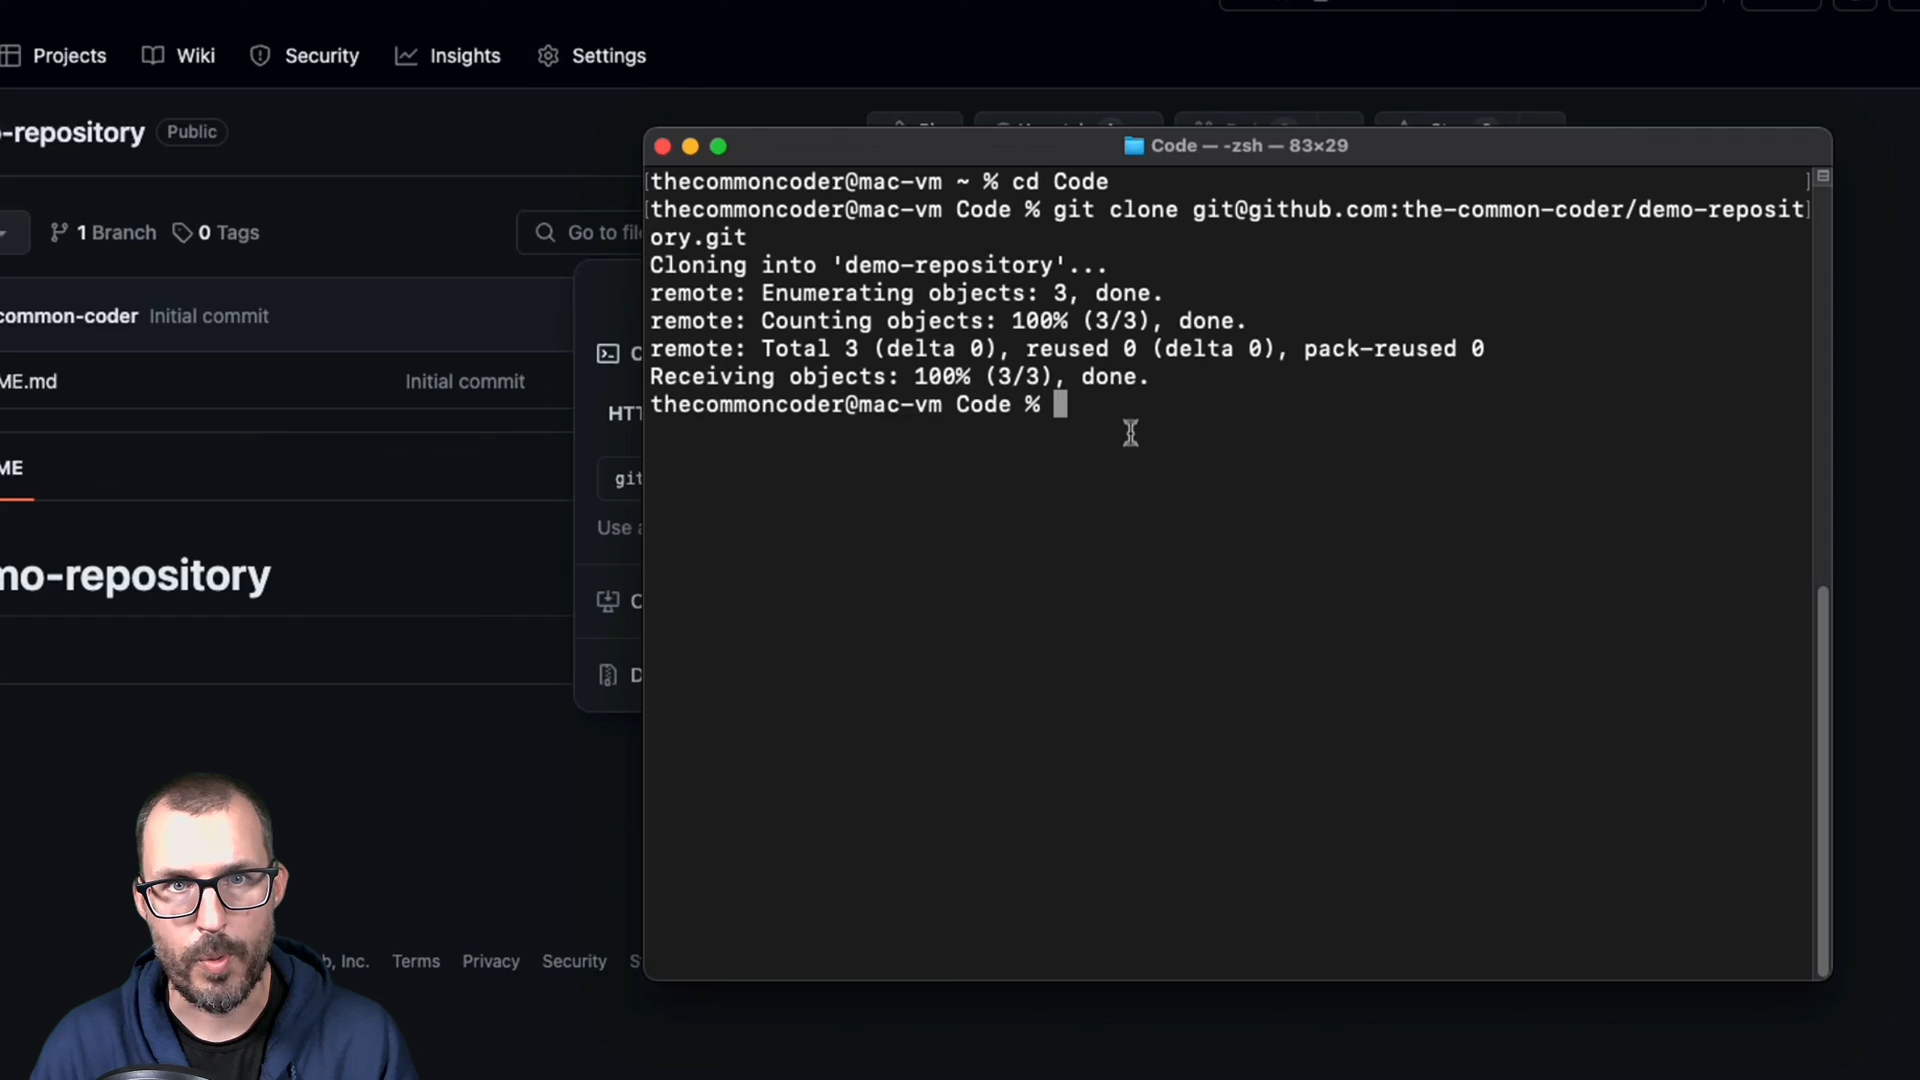 Projects Wiki Security Insights Settings
-repository Public
1 Branch 0 Tags Go to file
common-coder Initial commit
ME.md Initial commit
HT
ME
git
Use a
mo-repository
b, Inc. Terms Privacy Security S
Code — -zsh — 83×29
thecommoncoder@mac-vm ~ % cd Code
thecommoncoder@mac-vm Code % git clone git@github.com:the-common-coder/demo-reposit
ory.git
Cloning into 'demo-repository'...
remote: Enumerating objects: 3, done.
remote: Counting objects: 100% (3/3), done.
remote: Total 3 (delta 0), reused 0 (delta 0), pack-reused 0
Receiving objects: 100% (3/3), done.
thecommoncoder@mac-vm Code %